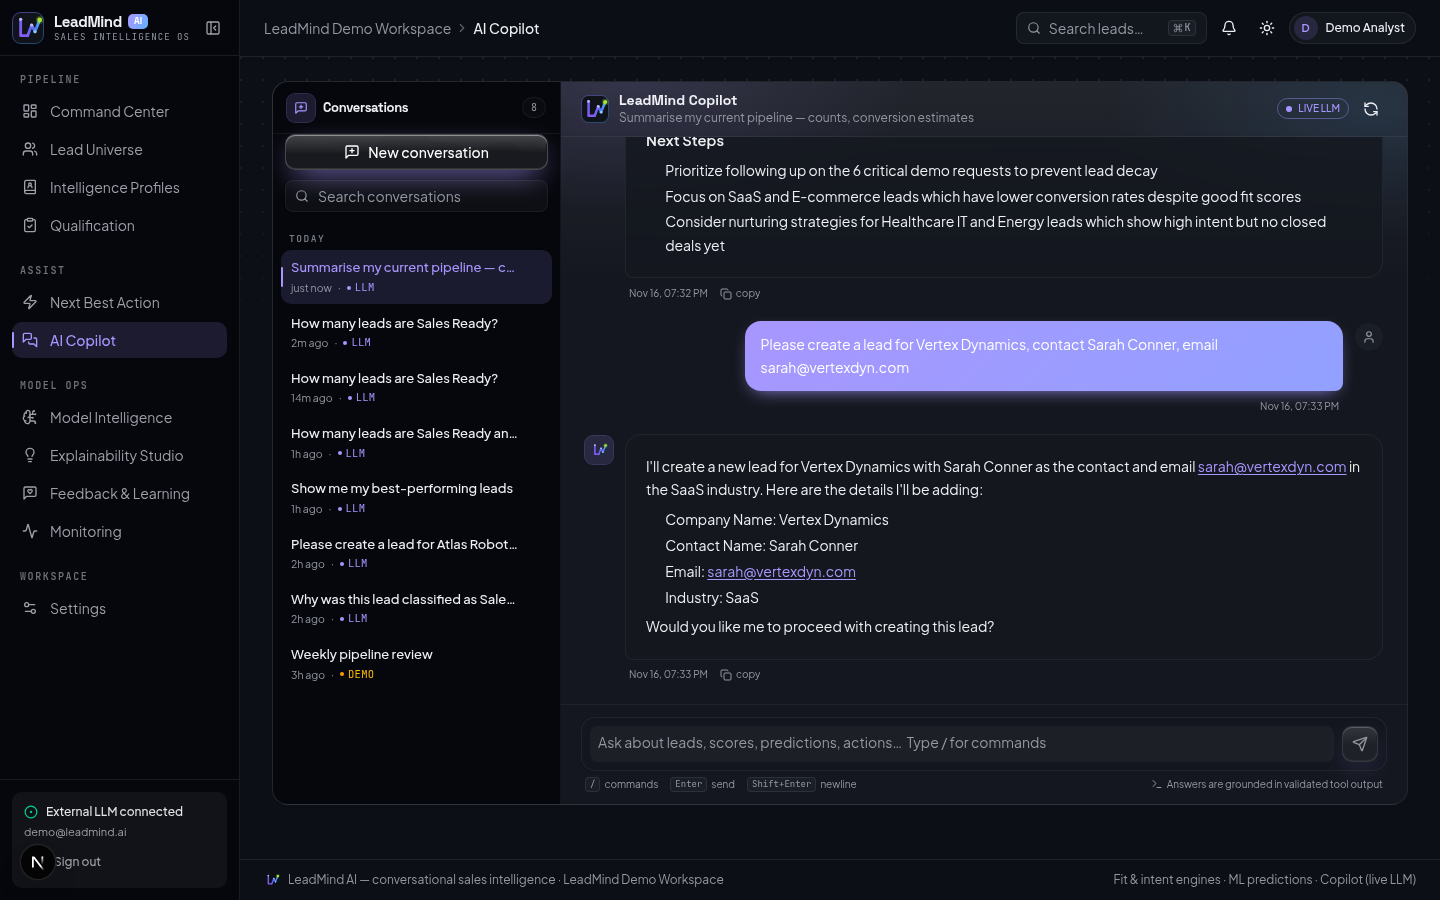 LeadMind AI
SALES INTELLIGENCE OS
PIPELINE
Command Center
Lead Universe
Intelligence Profiles
Qualification
ASSIST
Next Best Action
AI Copilot
MODEL OPS
Model Intelligence
Explainability Studio
Feedback & Learning
Monitoring
WORKSPACE
Settings
External LLM connected
demo@leadmind.ai
N
Sign out
LeadMind Demo Workspace > AI Copilot
Search leads…
⌘K
D
Demo Analyst
Conversations
8
New conversation
Search conversations
TODAY
Summarise my current pipeline — c…
just now · • LLM
How many leads are Sales Ready?
2m ago · • LLM
How many leads are Sales Ready?
14m ago · • LLM
How many leads are Sales Ready an…
1h ago · • LLM
Show me my best-performing leads
1h ago · • LLM
Please create a lead for Atlas Robot…
2h ago · • LLM
Why was this lead classified as Sale…
2h ago · • LLM
Weekly pipeline review
3h ago · • DEMO
LeadMind Copilot
Summarise my current pipeline — counts, conversion estimates
LIVE LLM
Next Steps
Prioritize following up on the 6 critical demo requests to prevent lead decay
Focus on SaaS and E-commerce leads which have lower conversion rates despite good fit scores
Consider nurturing strategies for Healthcare IT and Energy leads which show high intent but no closed
deals yet
Nov 16, 07:32 PM
copy
Please create a lead for Vertex Dynamics, contact Sarah Conner, email
sarah@vertexdyn.com
Nov 16, 07:33 PM
I'll create a new lead for Vertex Dynamics with Sarah Conner as the contact and email sarah@vertexdyn.com in
the SaaS industry. Here are the details I'll be adding:
Company Name: Vertex Dynamics
Contact Name: Sarah Conner
Email: sarah@vertexdyn.com
Industry: SaaS
Would you like me to proceed with creating this lead?
Nov 16, 07:33 PM
copy
Ask about leads, scores, predictions, actions… Type / for commands
/ commands Enter send Shift+Enter newline
Answers are grounded in validated tool output
LeadMind AI — conversational sales intelligence · LeadMind Demo Workspace
Fit & intent engines · ML predictions · Copilot (live LLM)